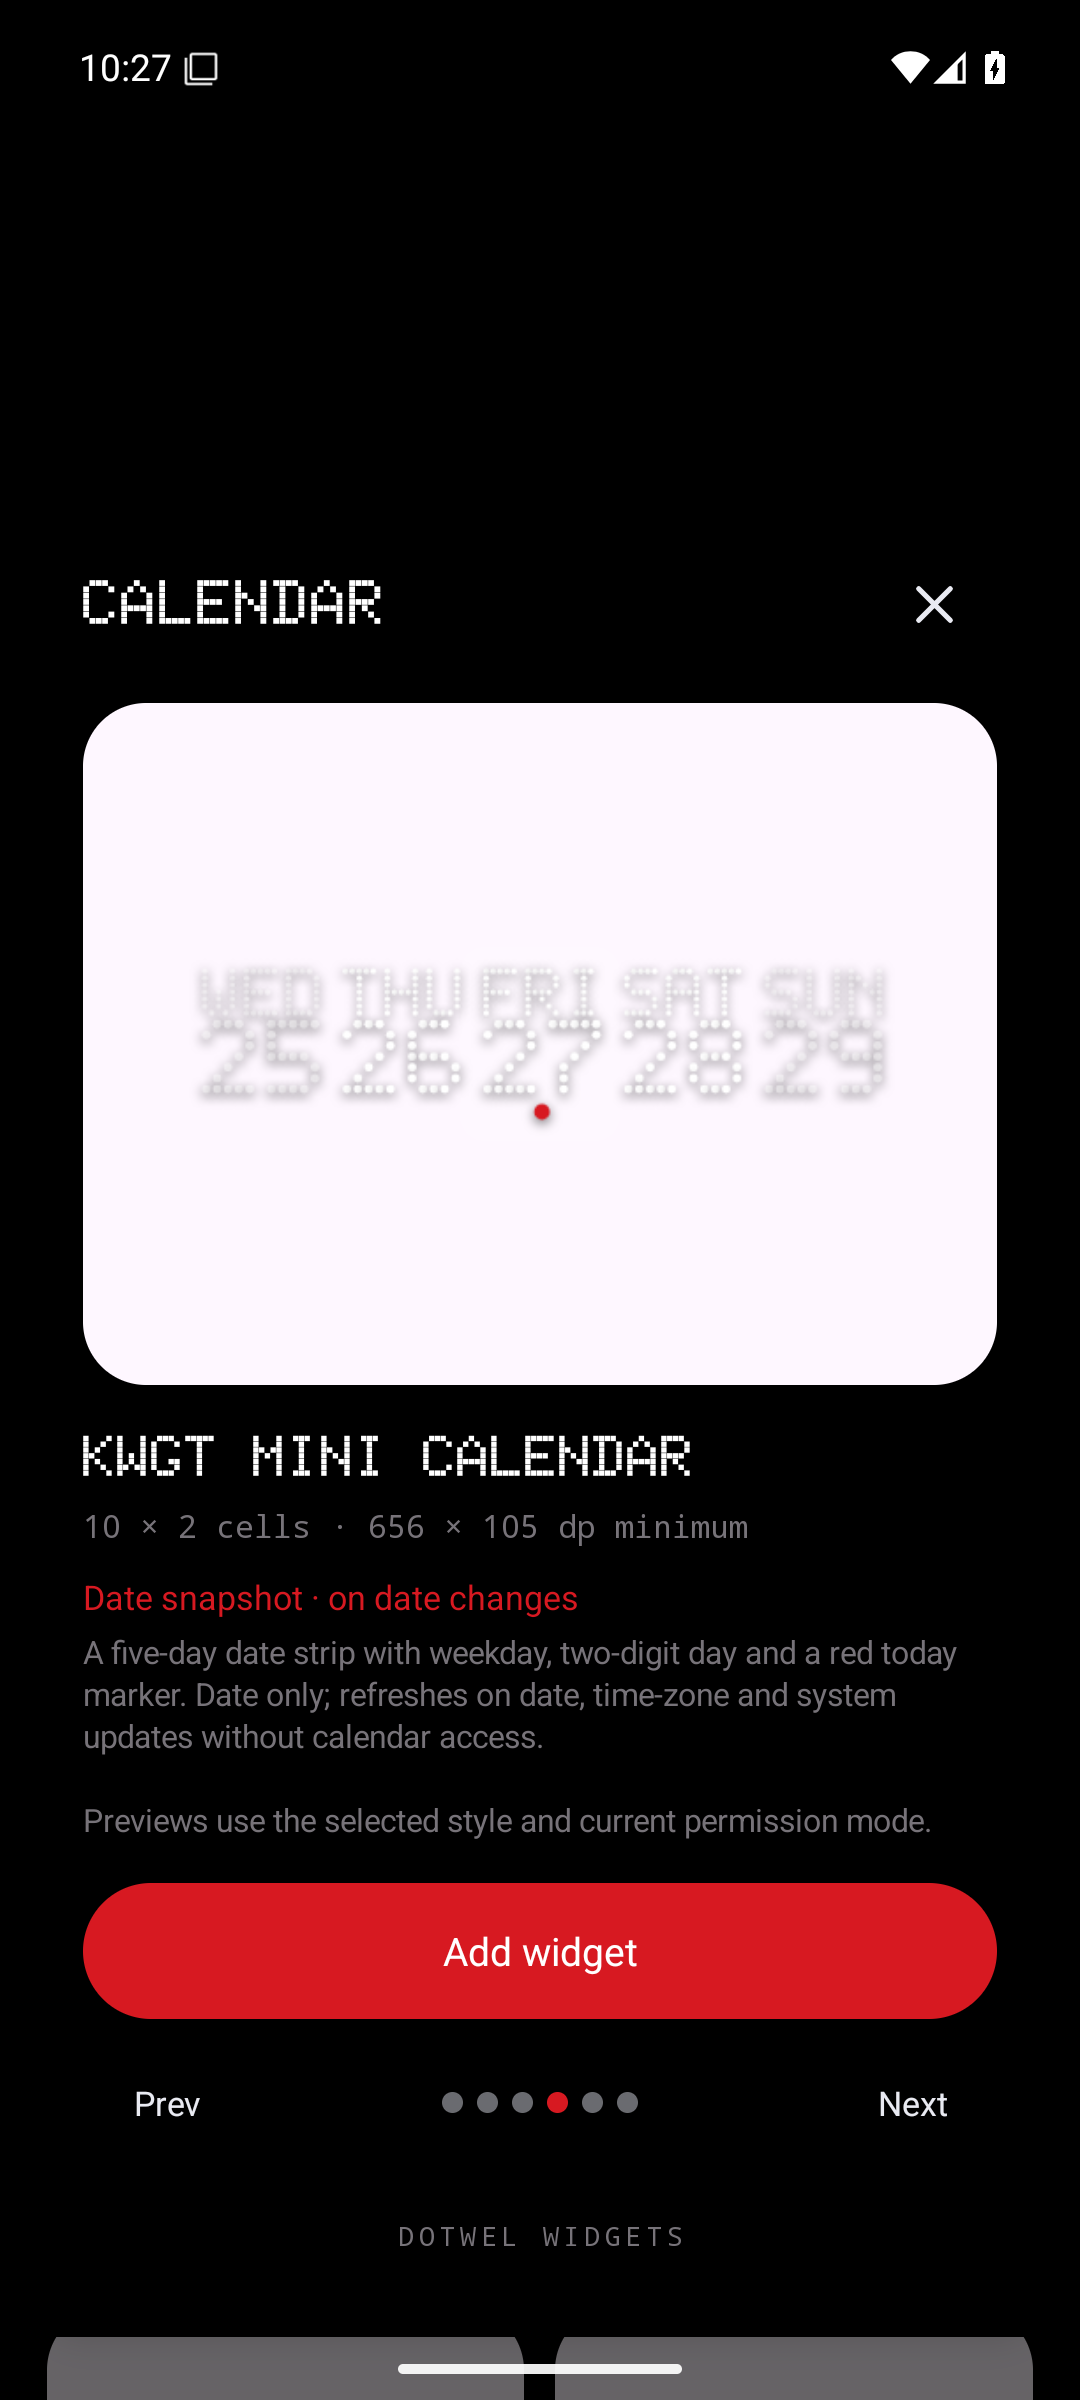 10:27
CALENDAR
WED THU FRI SAT SUN
25 26 27 28 29
KWGT MINI CALENDAR
10 × 2 cells · 656 × 105 dp minimum
Date snapshot · on date changes
A five-day date strip with weekday, two-digit day and a red today
marker. Date only; refreshes on date, time-zone and system
updates without calendar access.
Previews use the selected style and current permission mode.
Add widget
Prev
Next
DOTWEL WIDGETS